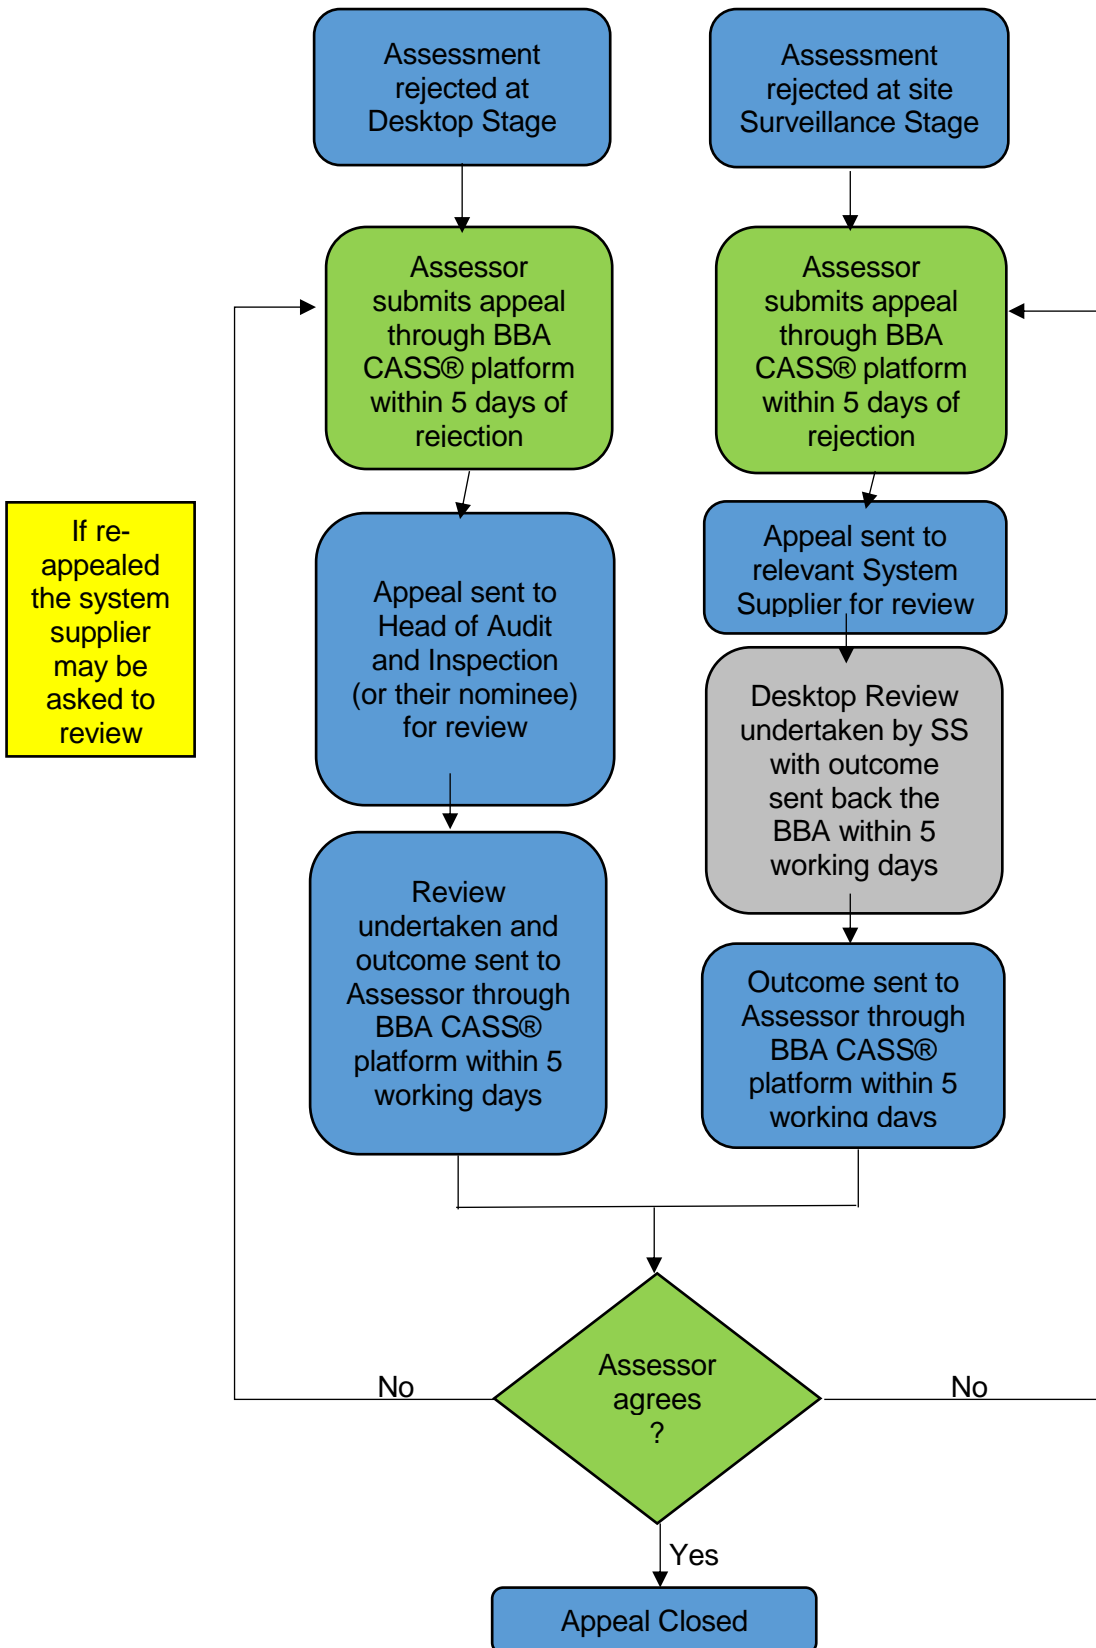 Assessment
rejected at
Desktop Stage
Assessment
rejected at site
Surveillance Stage
Assessor
submits appeal
through BBA
CASS® platform
within 5 days of
rejection
Assessor
submits appeal
through BBA
CASS® platform
within 5 days of
rejection
If re-
appealed
the system
supplier
may be
asked to
review
Appeal sent to
Head of Audit
and Inspection
(or their nominee)
for review
Appeal sent to
relevant System
Supplier for review
Desktop Review
undertaken by SS
with outcome
sent back the
BBA within 5
working days
Review
undertaken and
outcome sent to
Assessor through
BBA CASS®
platform within 5
working days
Outcome sent to
Assessor through
BBA CASS®
platform within 5
working days
Assessor
agrees
?
No
No
Yes
Appeal Closed